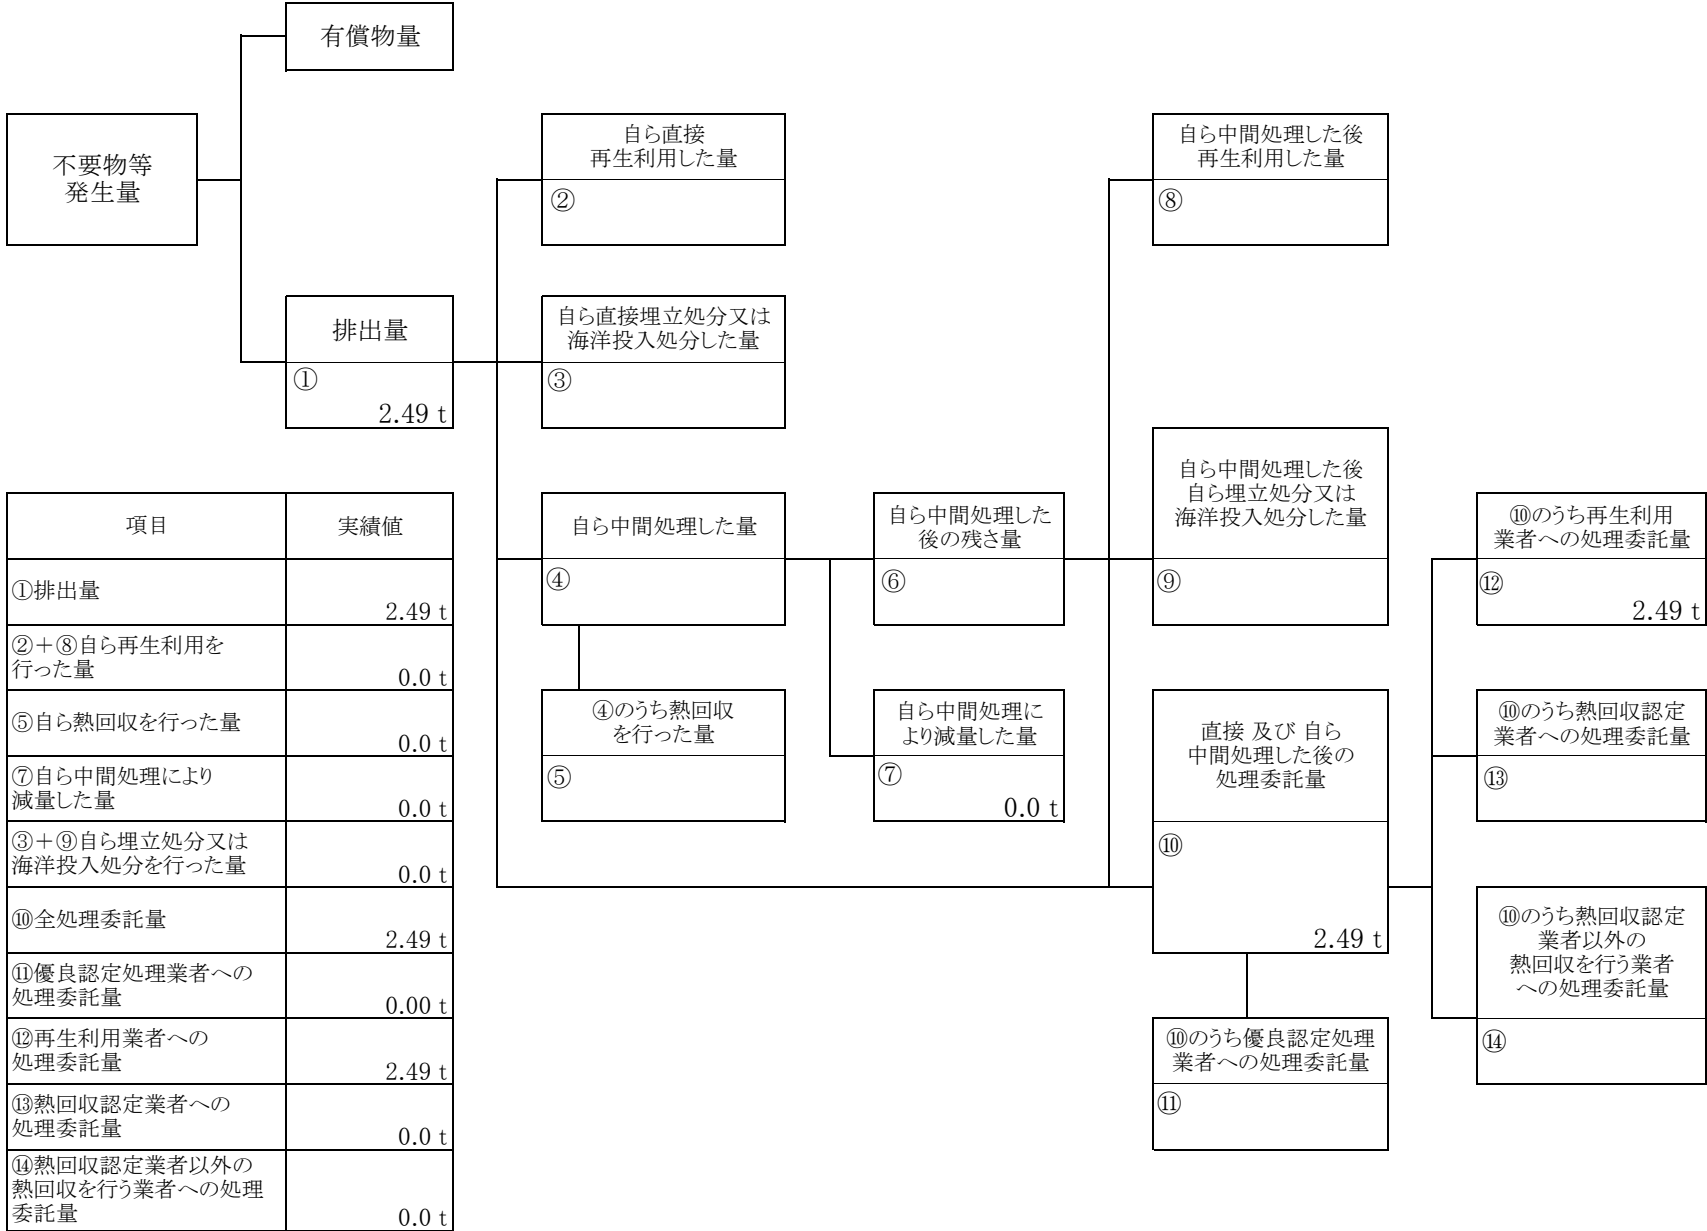 有償物量
不要物等
発生量
自ら直接
再生利用した量
②
自ら中間処理した後
再生利用した量
⑧
排出量
①
2.49 t
自ら直接埋立処分又は
海洋投入処分した量
③
自ら中間処理した量
④
自ら中間処理した
後の残さ量
⑥
自ら中間処理した後
自ら埋立処分又は
海洋投入処分した量
⑨
⑩のうち再生利用
業者への処理委託量
⑫
2.49 t
④のうち熱回収
を行った量
⑤
自ら中間処理に
より減量した量
⑦
0.0 t
直接 及び 自ら
中間処理した後の
処理委託量
⑩
2.49 t
⑩のうち熱回収認定
業者への処理委託量
⑬
⑩のうち熱回収認定
業者以外の
熱回収を行う業者
への処理委託量
⑭
⑩のうち優良認定処理
業者への処理委託量
⑪
項目 実績値
①排出量
2.49 t
②+⑧自ら再生利用を
行った量
0.0 t
⑤自ら熱回収を行った量
0.0 t
⑦自ら中間処理により
減量した量
0.0 t
③+⑨自ら埋立処分又は
海洋投入処分を行った量
0.0 t
⑩全処理委託量
2.49 t
⑪優良認定処理業者への
処理委託量
0.00 t
⑫再生利用業者への
処理委託量
2.49 t
⑬熱回収認定業者への
処理委託量
0.0 t
⑭熱回収認定業者以外の
熱回収を行う業者への処理
委託量
0.0 t